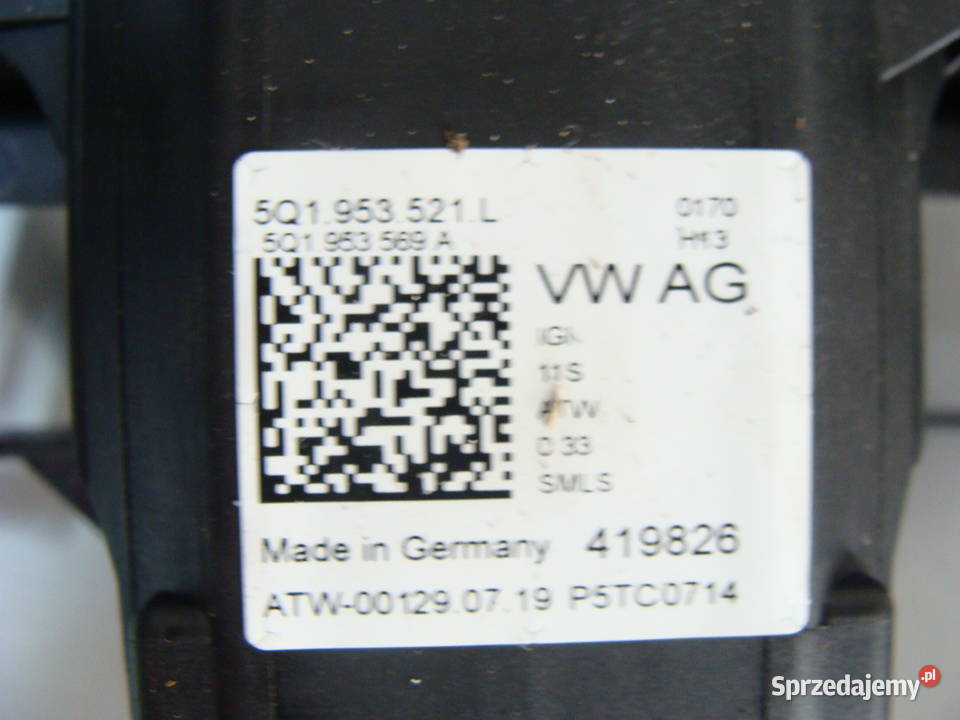 5Q1.953.521.L
0170
5Q1 953 569 A
H13
VW AG
11S
ATW
0 33
SMLS
Made in Germany 419826
ATW-00129.07.19 P5TC0714
Sprzedajemy.pl